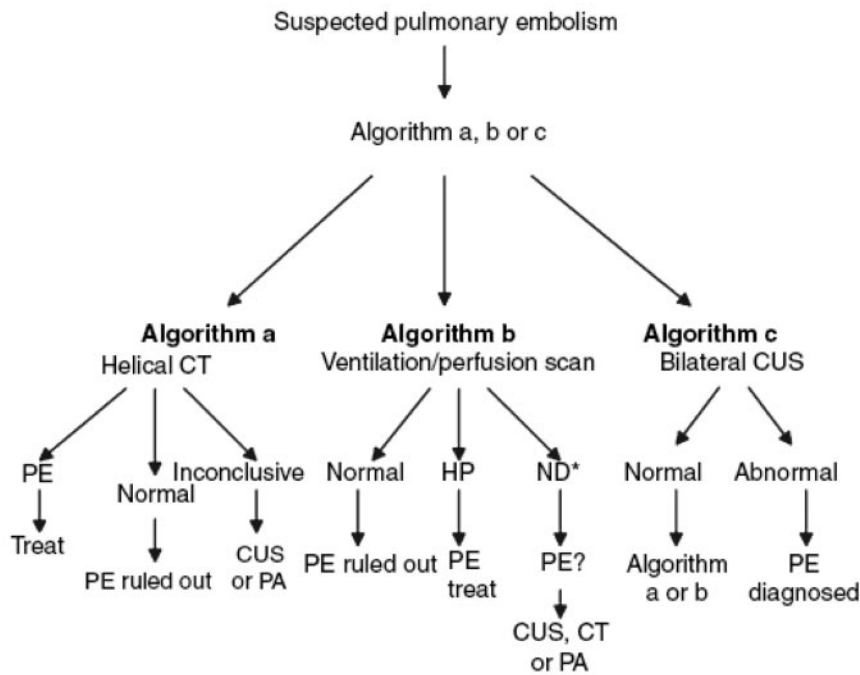 Suspected pulmonary embolism
Algorithm a, b or c
Algorithm a
Helical CT
Algorithm b
Ventilation/perfusion scan
Algorithm c
Bilateral CUS
PE
Normal
Inconclusive
Normal
HP
ND*
Normal
Abnormal
Treat
PE ruled out
CUS
or PA
PE ruled out
PE
treat
PE?
CUS, CT
or PA
Algorithm
a or b
PE
diagnosed